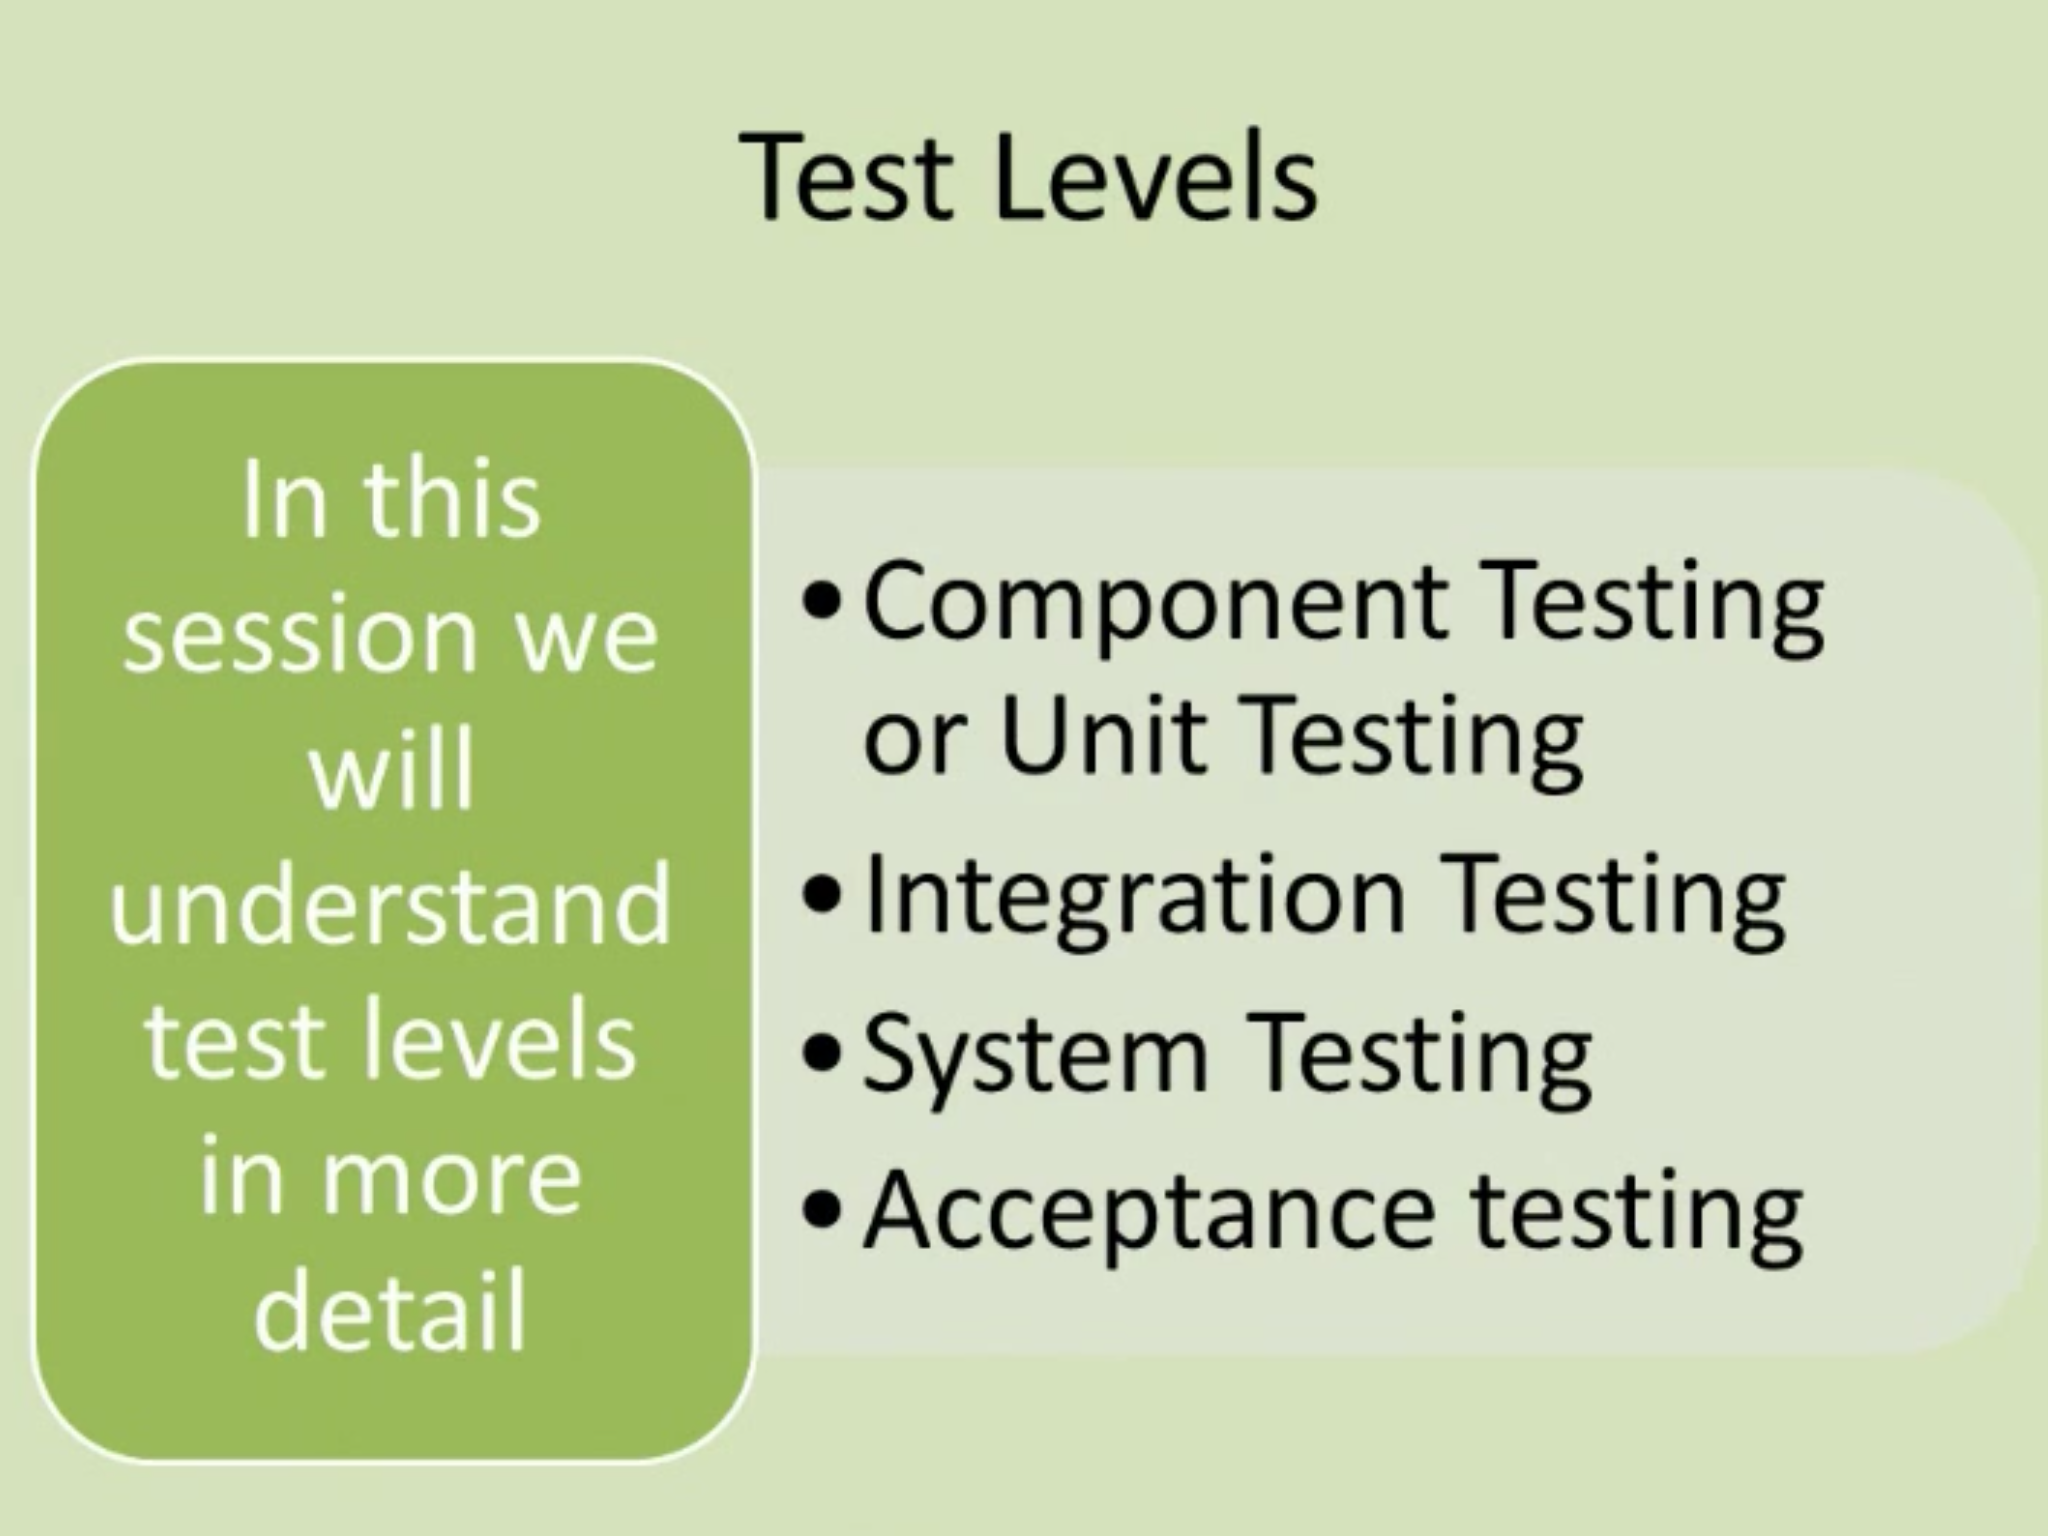 Test Levels
In this
session we
will
understand
test levels
in more
detail
•Component Testing
or Unit Testing
•Integration Testing
•System Testing
•Acceptance testing